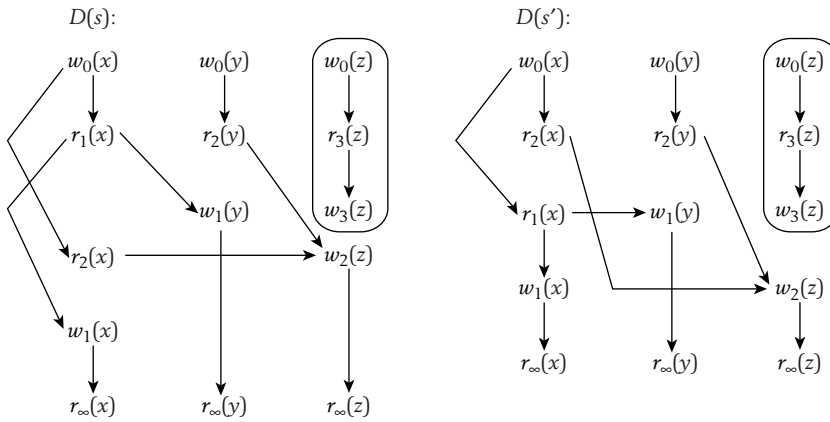 D(s): D(s′):
w₀(x) w₀(y) w₀(z) w₀(x) w₀(y) w₀(z)
r₁(x) r₂(y) r₃(z) r₂(x) r₂(y) r₃(z)
w₁(y) w₃(z) r₁(x) w₁(y) w₃(z)
r₂(x) w₂(z)
w₁(x) w₂(z)
w₁(x)
r∞(x) r∞(y) r∞(z)
r∞(x) r∞(y) r∞(z)